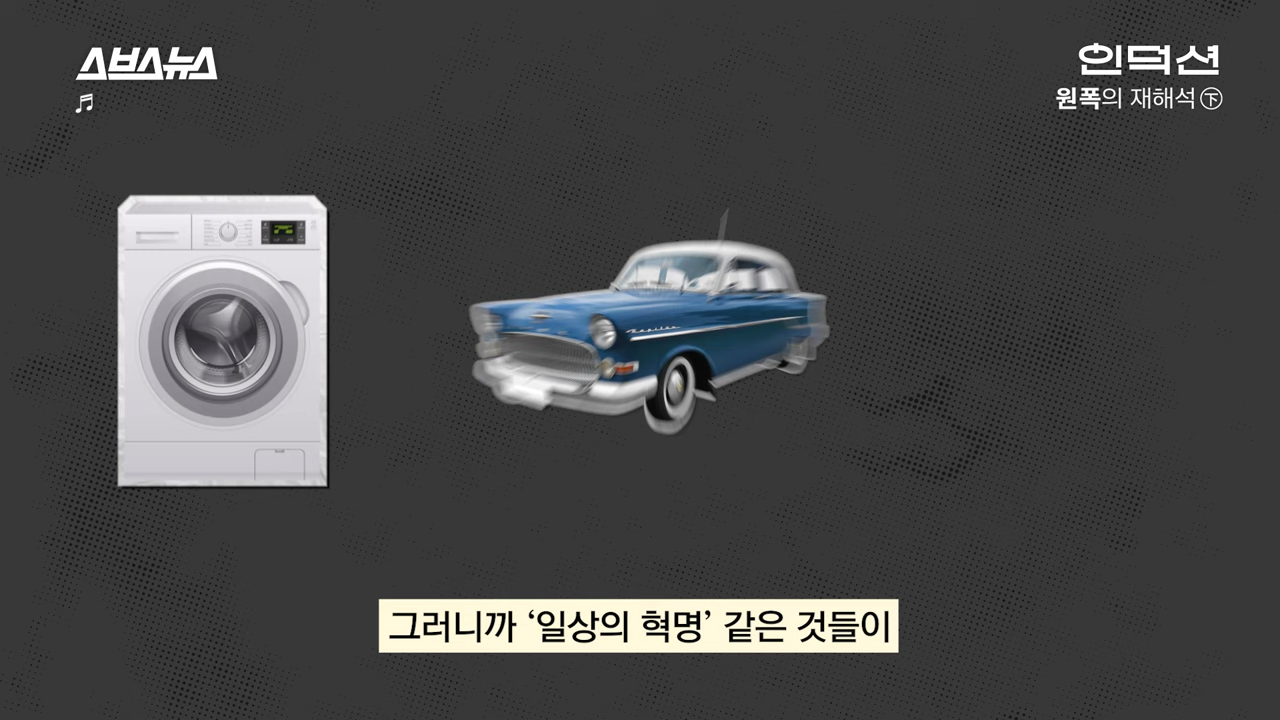 스브스뉴스
인덕션
원폭의 재해석㊦
Kapitän
그러니까 ‘일상의 혁명’ 같은 것들이